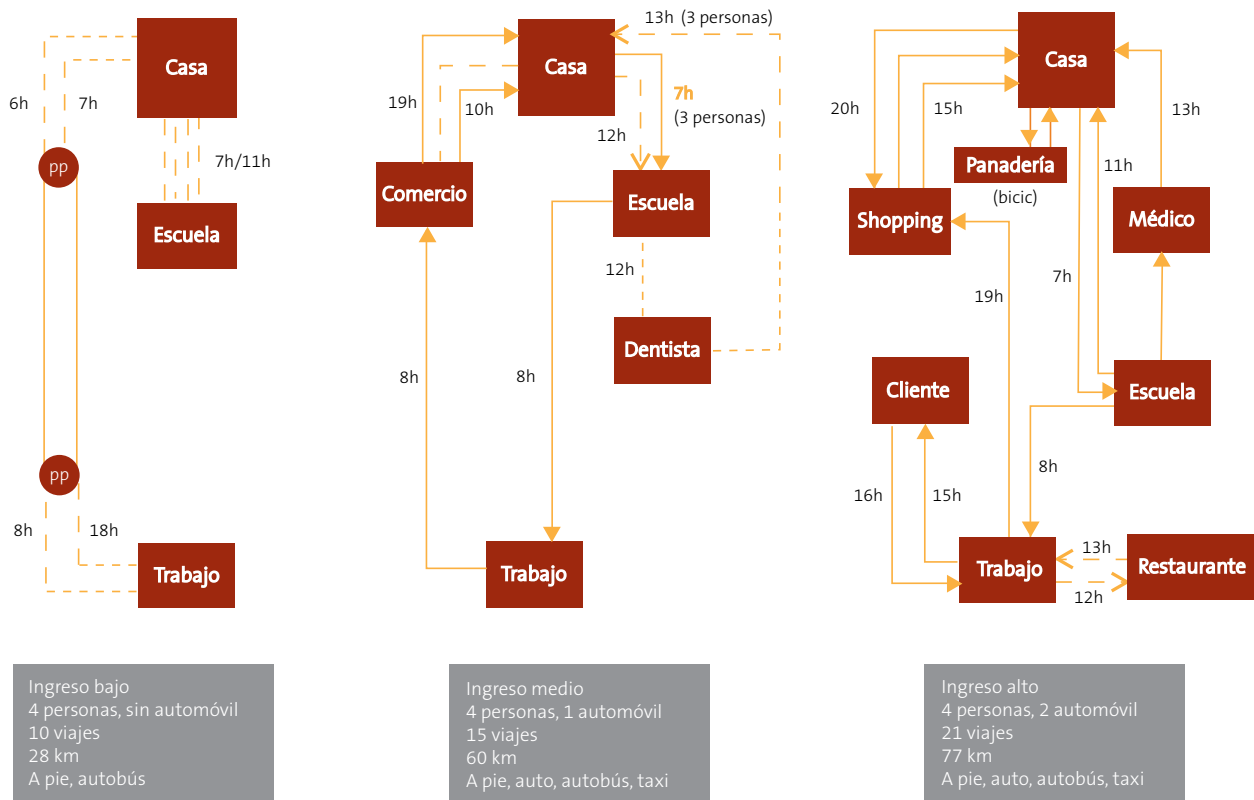 Casa
6h
7h
pp
7h/11h
Escuela
pp
8h
18h
Trabajo
Ingreso bajo
4 personas, sin automóvil
10 viajes
28 km
A pie, autobús
13h (3 personas)
Casa
19h
10h
7h
(3 personas)
12h
Comercio
Escuela
12h
Dentista
8h
8h
Trabajo
Ingreso medio
4 personas, 1 automóvil
15 viajes
60 km
A pie, auto, autobús, taxi
Casa
20h
15h
13h
Panadería
(bicic)
11h
Shopping
Médico
7h
19h
Cliente
Escuela
8h
16h
15h
13h
Trabajo
Restaurante
12h
Ingreso alto
4 personas, 2 automóvil
21 viajes
77 km
A pie, auto, autobús, taxi